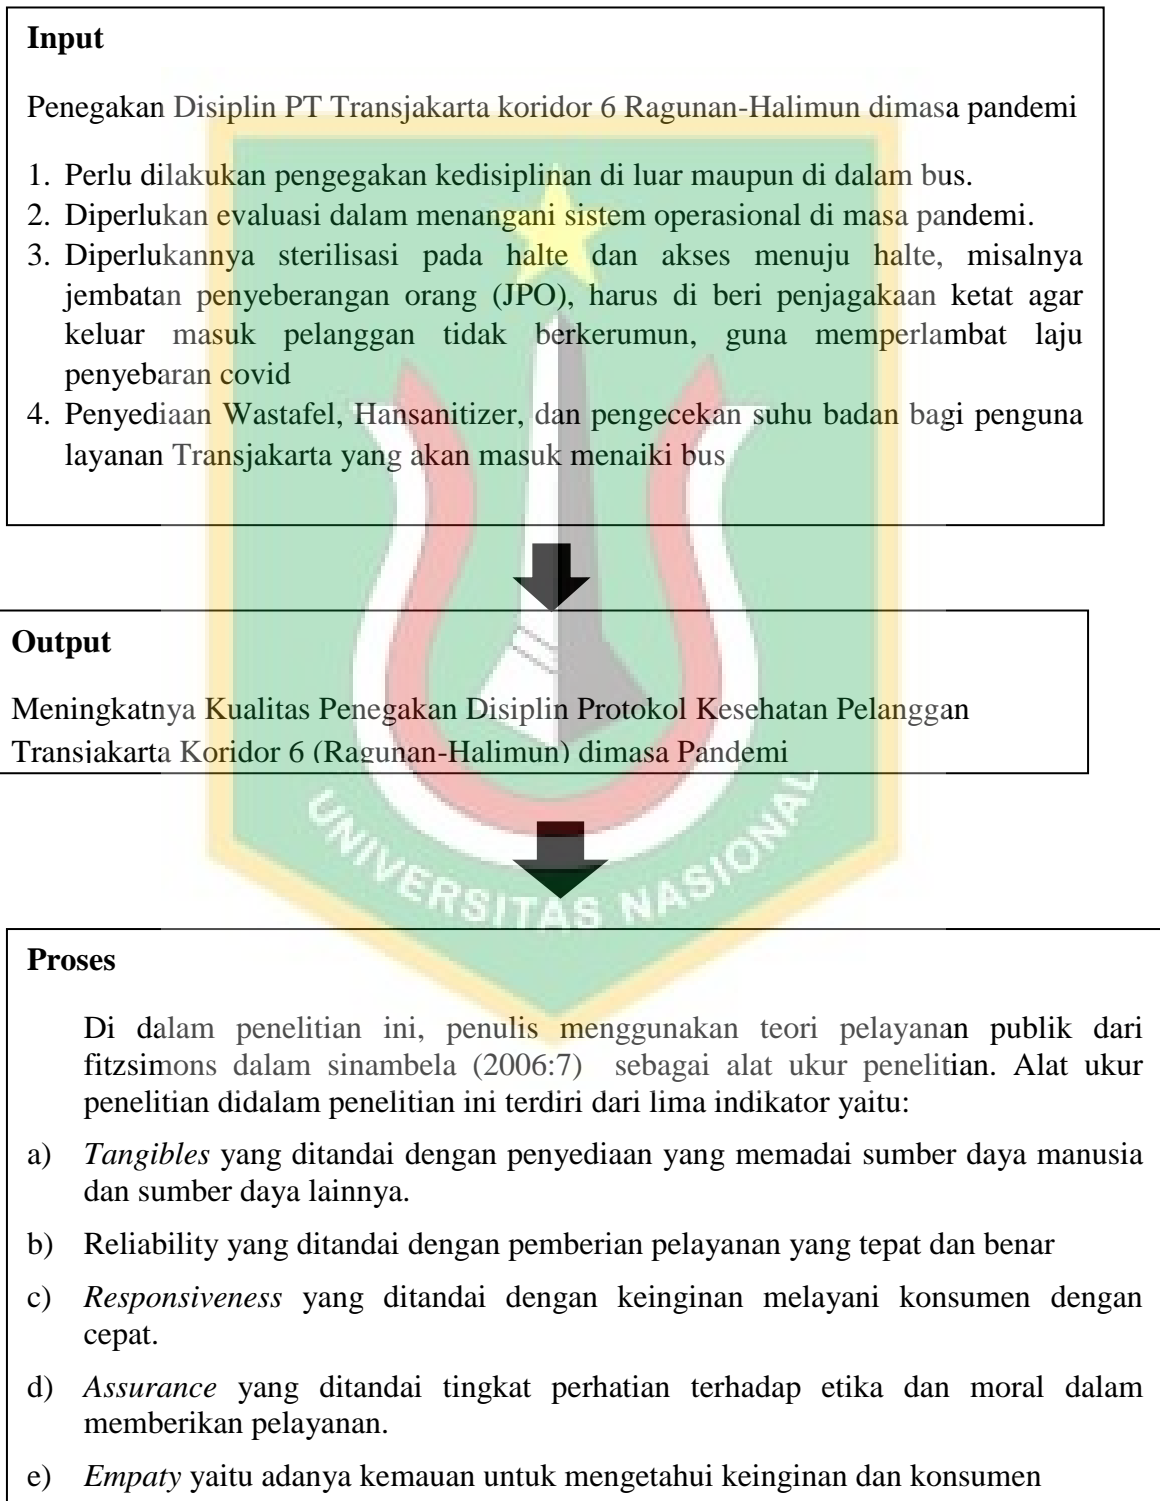 Input
Penegakan Disiplin PT Transjakarta koridor 6 Ragunan-Halimun dimasa pandemi
1. Perlu dilakukan pengegakan kedisiplinan di luar maupun di dalam bus.
2. Diperlukan evaluasi dalam menangani sistem operasional di masa pandemi.
3. Diperlukannya sterilisasi pada halte dan akses menuju halte, misalnya
jembatan penyeberangan orang (JPO), harus di beri penjagakaan ketat agar
keluar masuk pelanggan tidak berkerumun, guna memperlambat laju
penyebaran covid
4. Penyediaan Wastafel, Hansanitizer, dan pengecekan suhu badan bagi penguna
layanan Transjakarta yang akan masuk menaiki bus
Output
Meningkatnya Kualitas Penegakan Disiplin Protokol Kesehatan Pelanggan
Transjakarta Koridor 6 (Ragunan-Halimun) dimasa Pandemi
UNIVERSITAS NASIONAL
Proses
Di dalam penelitian ini, penulis menggunakan teori pelayanan publik dari
fitzsimons dalam sinambela (2006:7) sebagai alat ukur penelitian. Alat ukur
penelitian didalam penelitian ini terdiri dari lima indikator yaitu:
a) Tangibles yang ditandai dengan penyediaan yang memadai sumber daya manusia
dan sumber daya lainnya.
b) Reliability yang ditandai dengan pemberian pelayanan yang tepat dan benar
c) Responsiveness yang ditandai dengan keinginan melayani konsumen dengan
cepat.
d) Assurance yang ditandai tingkat perhatian terhadap etika dan moral dalam
memberikan pelayanan.
e) Empaty yaitu adanya kemauan untuk mengetahui keinginan dan konsumen